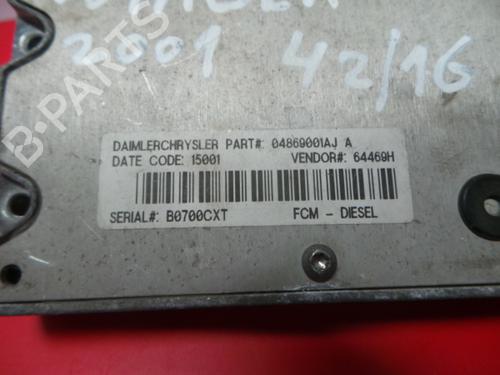 2001 42/16
DAIMLERCHRYSLER PART#: 04869001AJ A
DATE CODE: 15001 VENDOR#: 64469H
SERIAL#: B0700CXT FCM - DIESEL
B-PARTS